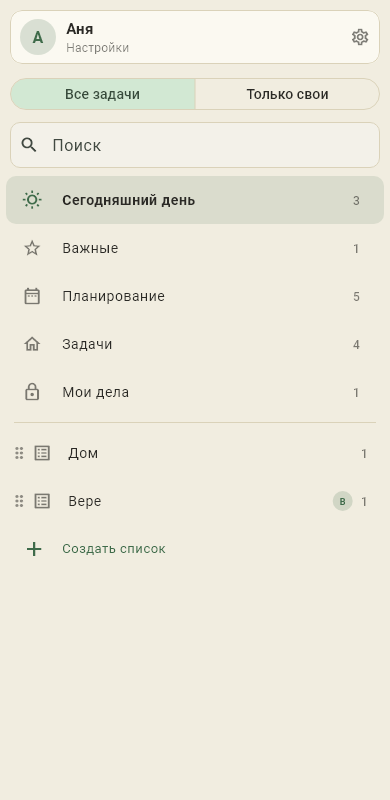 А
Аня
Настройки
Все задачи
Только свои
Поиск
Сегодняшний день 3
Важные 1
Планирование 5
Задачи 4
Мои дела 1
Дом 1
Вере В 1
Создать список